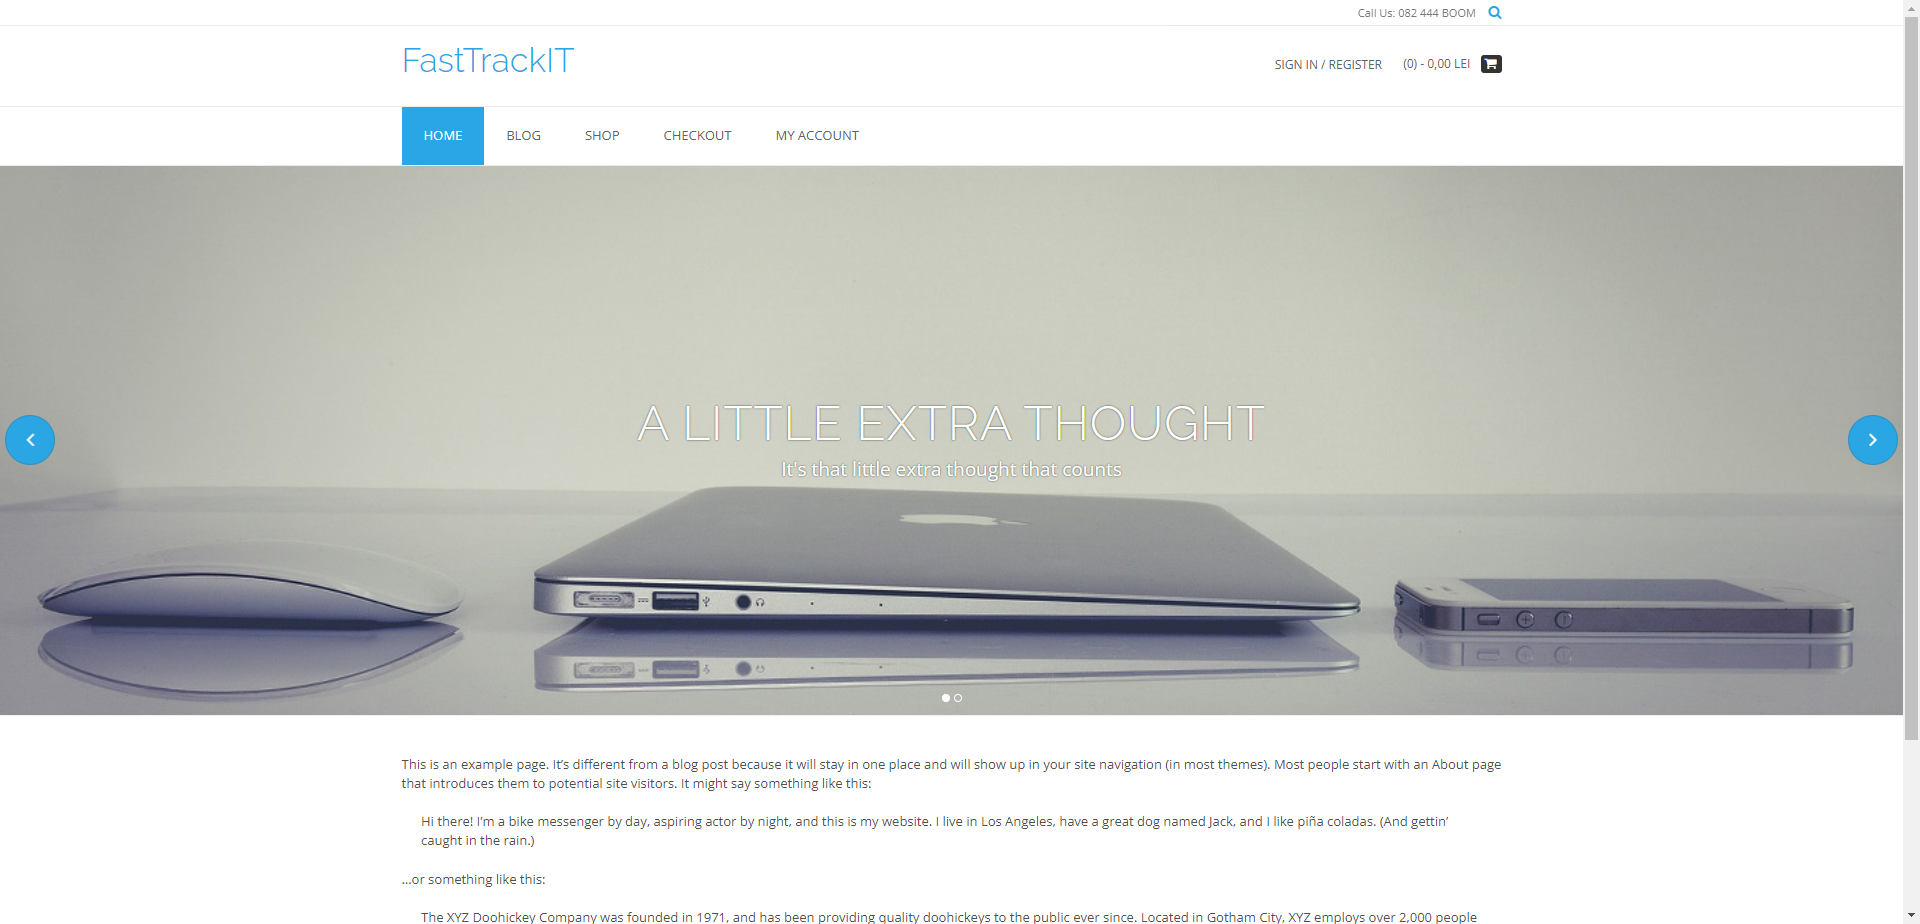 Call Us: 082 444 BOOM
FastTrackIT
SIGN IN / REGISTER
(0) - 0,00 LEI
HOME
BLOG
SHOP
CHECKOUT
MY ACCOUNT
A LITTLE EXTRA THOUGHT
It's that little extra thought that counts
This is an example page. It’s different from a blog post because it will stay in one place and will show up in your site navigation (in most themes). Most people start with an About page
that introduces them to potential site visitors. It might say something like this:
Hi there! I’m a bike messenger by day, aspiring actor by night, and this is my website. I live in Los Angeles, have a great dog named Jack, and I like piña coladas. (And gettin’
caught in the rain.)
…or something like this:
The XYZ Doohickey Company was founded in 1971, and has been providing quality doohickeys to the public ever since. Located in Gotham City, XYZ employs over 2,000 people